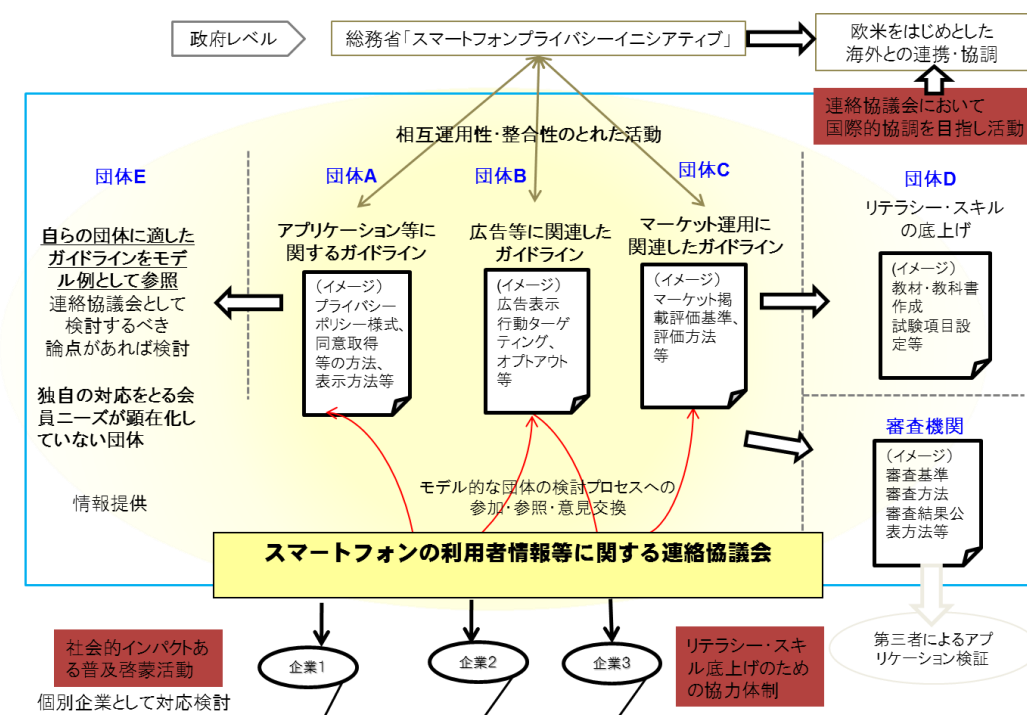 政府レベル
総務省「スマートフォンプライバシーイニシアティブ」
欧米をはじめとした
海外との連携・協調
連絡協議会において
国際的協調を目指し活動
相互運用性・整合性のとれた活動
団体E
団体A
団体B
団体C
団体D
自らの団体に適した
ガイドラインをモデ
ル例として参照
連絡協議会として
検討するべき
論点があれば検討
独自の対応をとる会
員ニーズが顕在化し
ていない団体
情報提供
アプリケーション等に
関するガイドライン
(イメージ)
プライバシー
ポリシー様式、
同意取得
等の方法、
表示方法等
広告等に関連した
ガイドライン
(イメージ)
広告表示
行動ターゲ
ティング、
オプトアウト
等
マーケット運用に
関連したガイドライン
(イメージ)
マーケット掲
載評価基準、
評価方法
等
リテラシー・スキル
の底上げ
(イメージ)
教材・教科書
作成
試験項目設
定等
審査機関
(イメージ)
審査基準
審査方法
審査結果公
表方法等
モデル的な団体の検討プロセスへの
参加・参照・意見交換
スマートフォンの利用者情報等に関する連絡協議会
社会的インパクトあ
る普及啓蒙活動
個別企業として対応検討
企業1
企業2
企業3
リテラシー・スキ
ル底上げのため
の協力体制
第三者によるアプ
リケーション検証